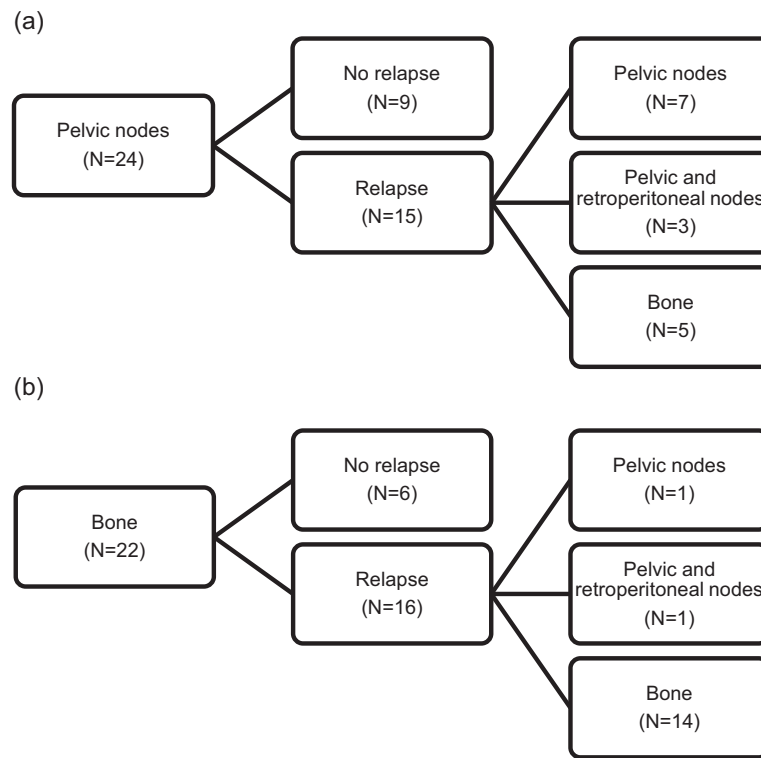 (a)
Pelvic nodes
(N=24)
No relapse
(N=9)
Relapse
(N=15)
Pelvic nodes
(N=7)
Pelvic and
retroperitoneal nodes
(N=3)
Bone
(N=5)
(b)
Bone
(N=22)
No relapse
(N=6)
Relapse
(N=16)
Pelvic nodes
(N=1)
Pelvic and
retroperitoneal nodes
(N=1)
Bone
(N=14)